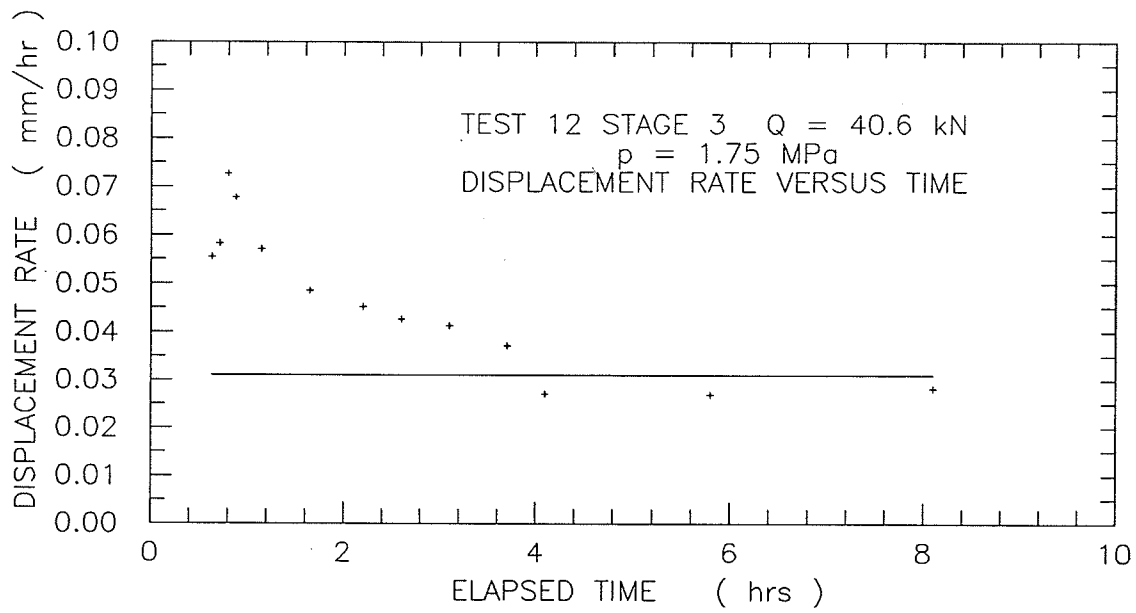 DISPLACEMENT RATE ( mm/hr )
0.10
0.09
0.08
0.07
0.06
0.05
0.04
0.03
0.02
0.01
0.00
TEST 12 STAGE 3 Q = 40.6 kN
p = 1.75 MPa
DISPLACEMENT RATE VERSUS TIME
0 2 4 6 8 10
ELAPSED TIME ( hrs )